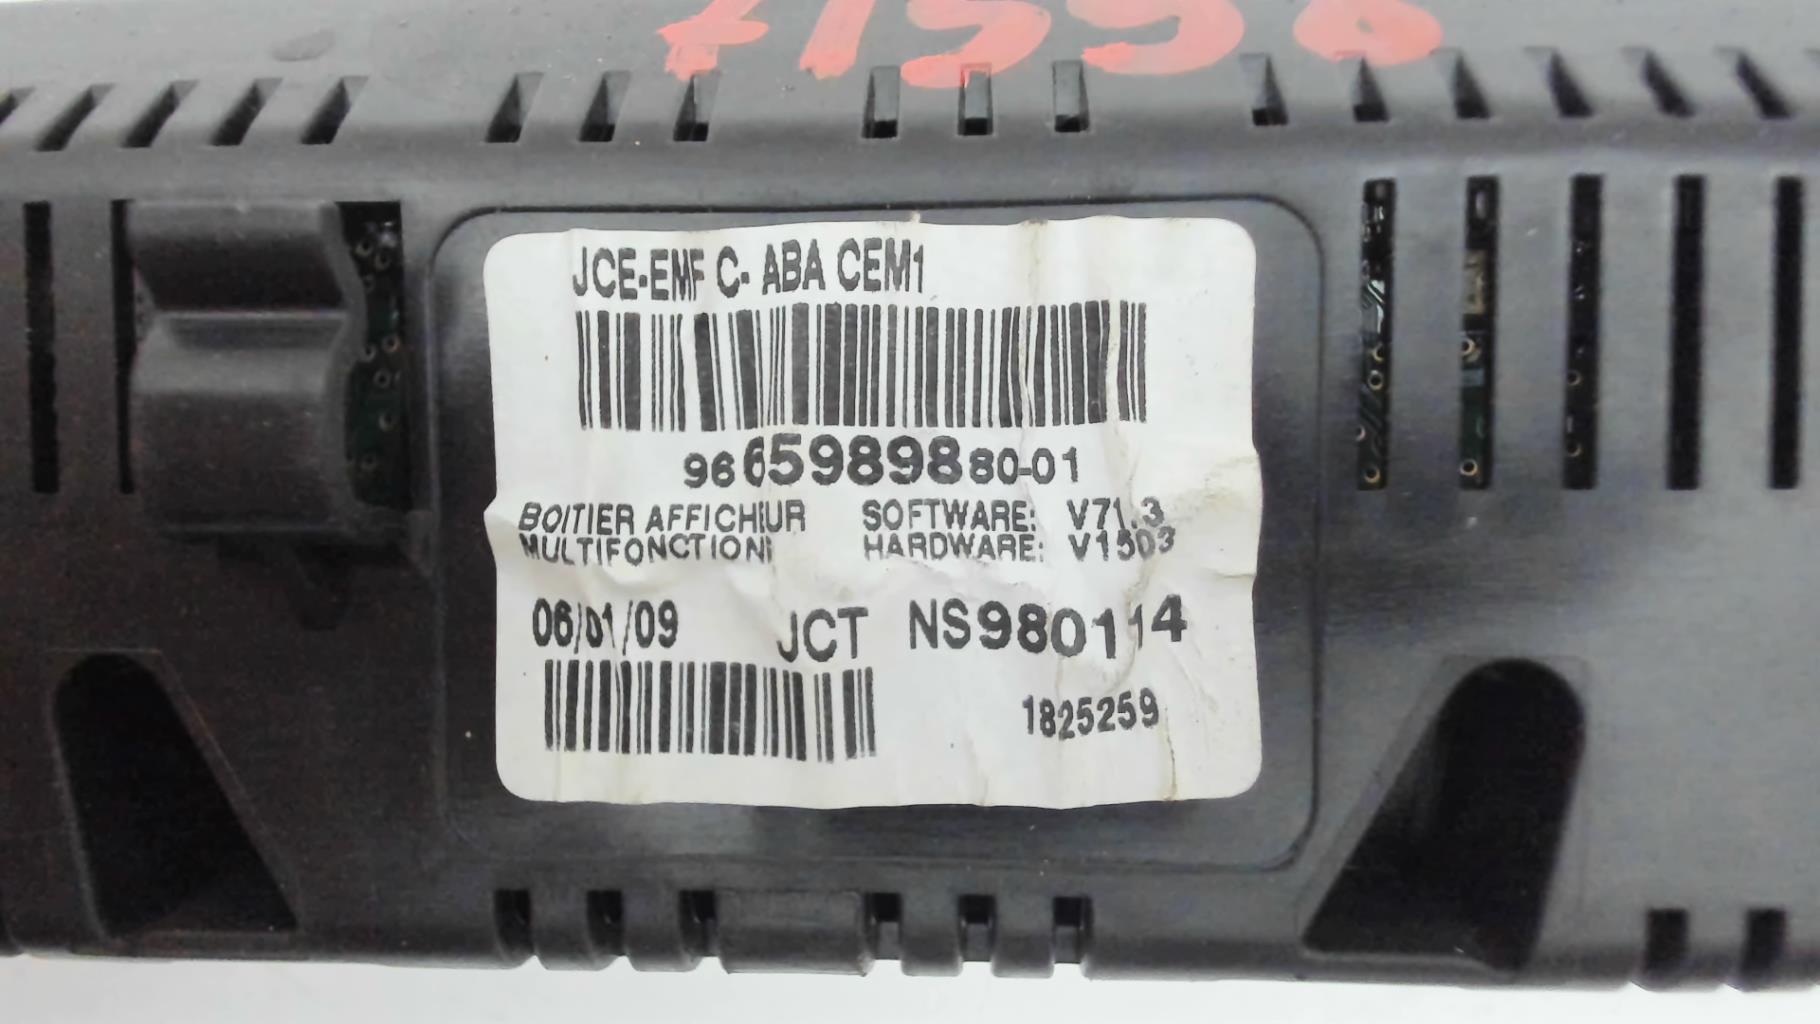 JCE-EMF C- ABA CEM1
9665989880-01
BOITIER AFFICHEUR SOFTWARE: V71.3
MULTIFONCTION HARDWARE: V1503
06/01/09 JCT NS980114
1825259